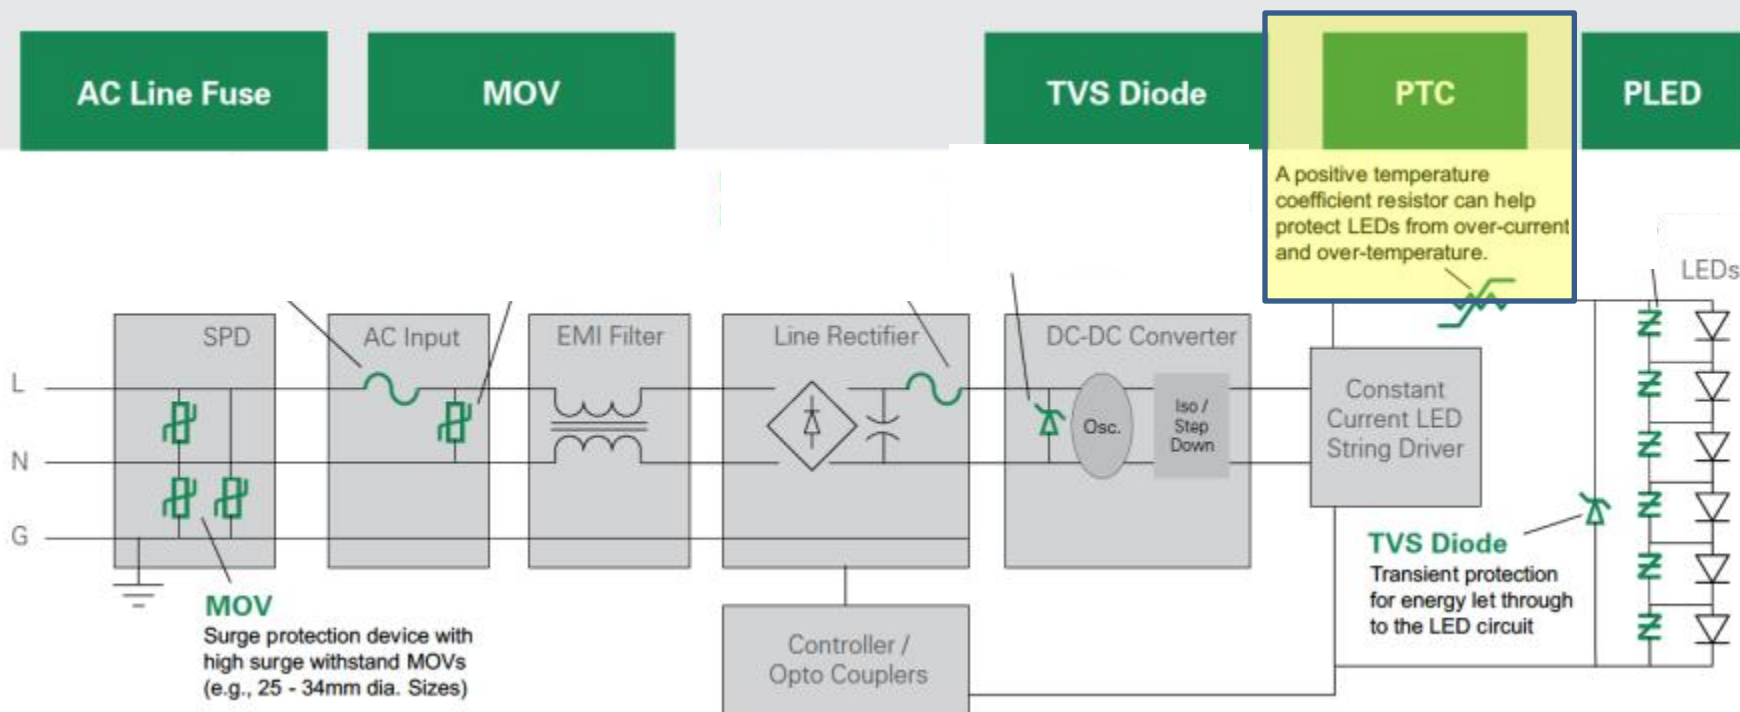 AC Line Fuse
MOV
TVS Diode
PTC
PLED
A positive temperature
coefficient resistor can help
protect LEDs from over-current
and over-temperature.
LEDs
SPD
AC Input
EMI Filter
Line Rectifier
DC-DC Converter
L
N
G
Osc.
Iso /
Step
Down
Constant
Current LED
String Driver
MOV
Surge protection device with
high surge withstand MOVs
(e.g., 25 - 34mm dia. Sizes)
Controller /
Opto Couplers
TVS Diode
Transient protection
for energy let through
to the LED circuit